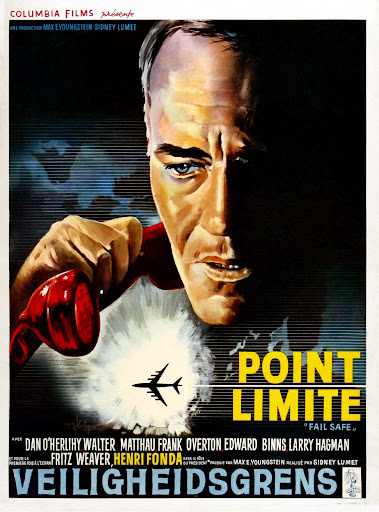 COLUMBIA FILMS présente
UNE PRODUCTION MAX E. YOUNGSTEIN - SIDNEY LUMET
POINT
LIMITE
"FAIL SAFE"
AVEC DAN O'HERLIHY WALTER MATTHAU FRANK OVERTON EDWARD BINNS LARRY HAGMAN
ET POUR LA PREMIÈRE FOIS A L'ÉCRAN FRITZ WEAVER, HENRI FONDA DANS LE RÔLE DU PRÉSIDENT PRODUIT PAR MAX E. YOUNGSTEIN RÉALISÉ PAR SIDNEY LUMET
VEILIGHEIDSGRENS